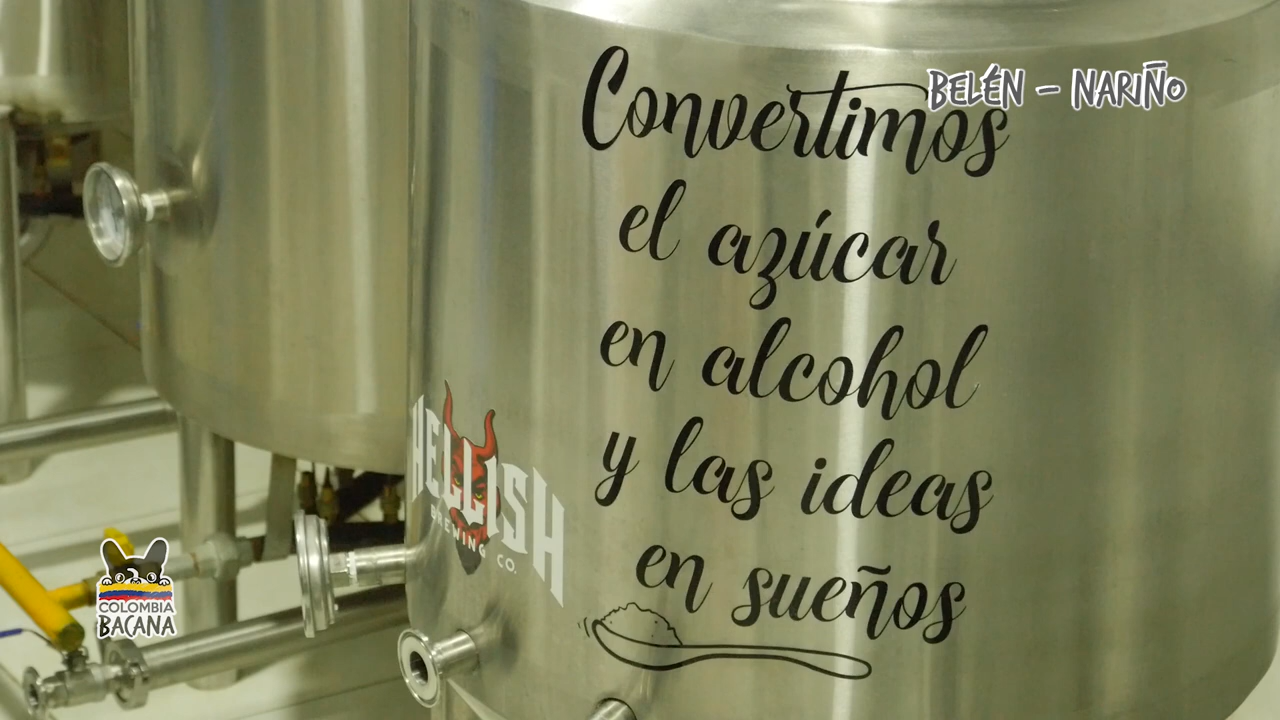 BELÉN - NARIÑO
Convertimos
el azúcar
en alcohol
y las ideas
en sueños
HELLISH
BREWING CO.
COLOMBIA
BACANA